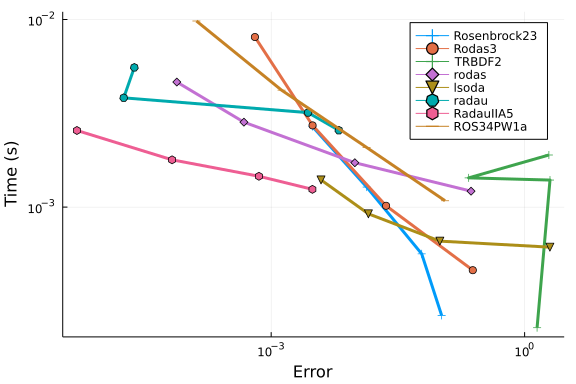 10⁻²
Rosenbrock23
Rodas3
TRBDF2
rodas
lsoda
radau
RadauIIA5
ROS34PW1a
Time (s)
10⁻³
10⁻³
10⁰
Error